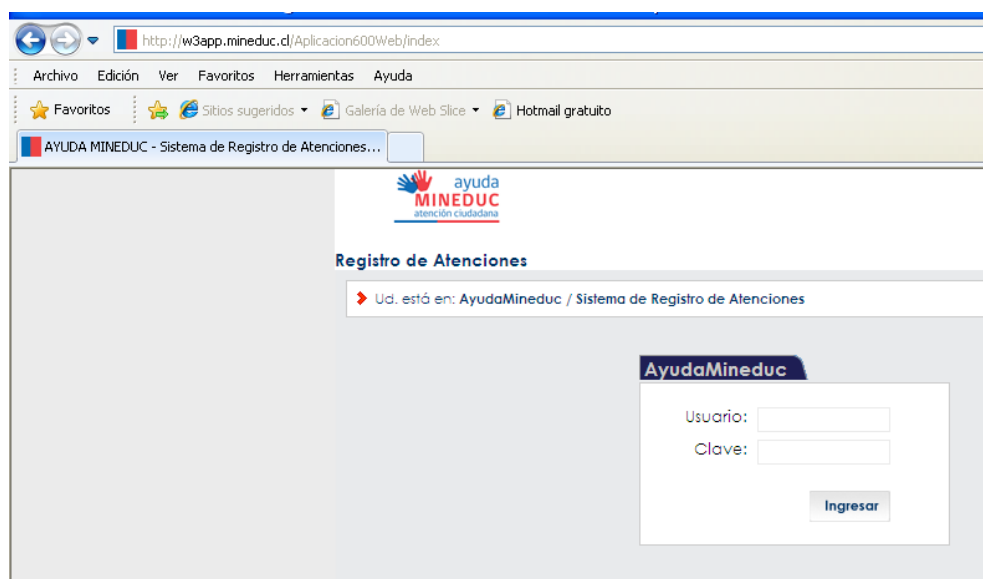 http://w3app.mineduc.cl/Aplicacion600Web/index
Archivo Edición Ver Favoritos Herramientas Ayuda
Favoritos Sitios sugeridos Galería de Web Slice Hotmail gratuito
AYUDA MINEDUC - Sistema de Registro de Atenciones...
ayuda
MINEDUC
atención ciudadana
Registro de Atenciones
Ud. está en: AyudaMineduc / Sistema de Registro de Atenciones
AyudaMineduc
Usuario:
Clave:
Ingresar